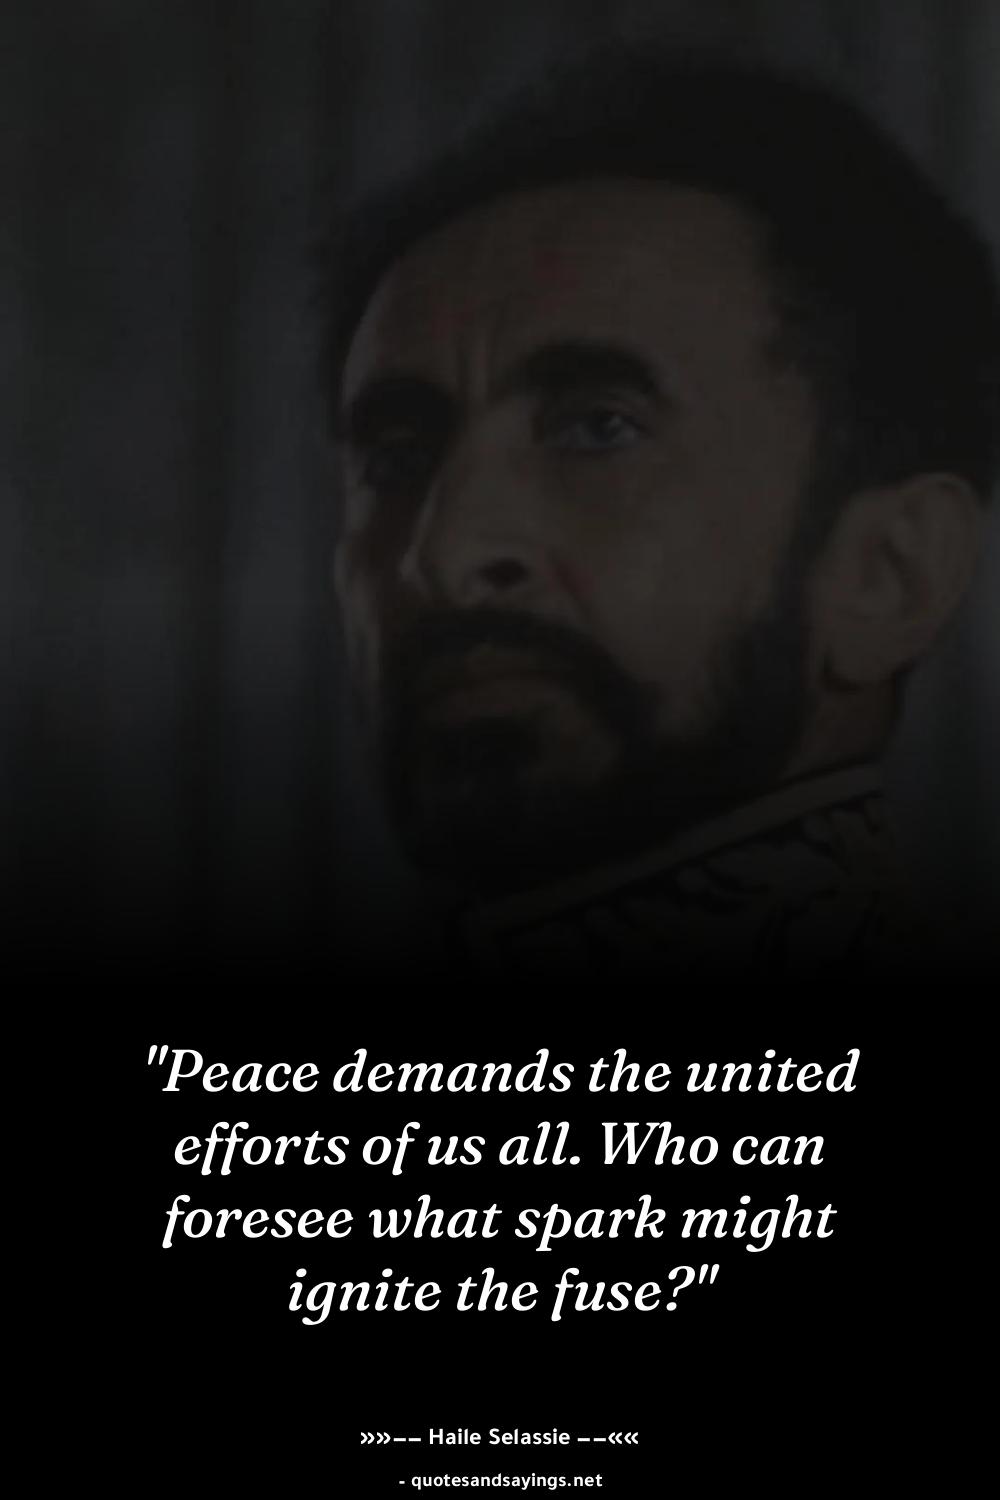 "Peace demands the united
efforts of us all. Who can
foresee what spark might
ignite the fuse?"
»»-- Haile Selassie --««
- quotesandsayings.net